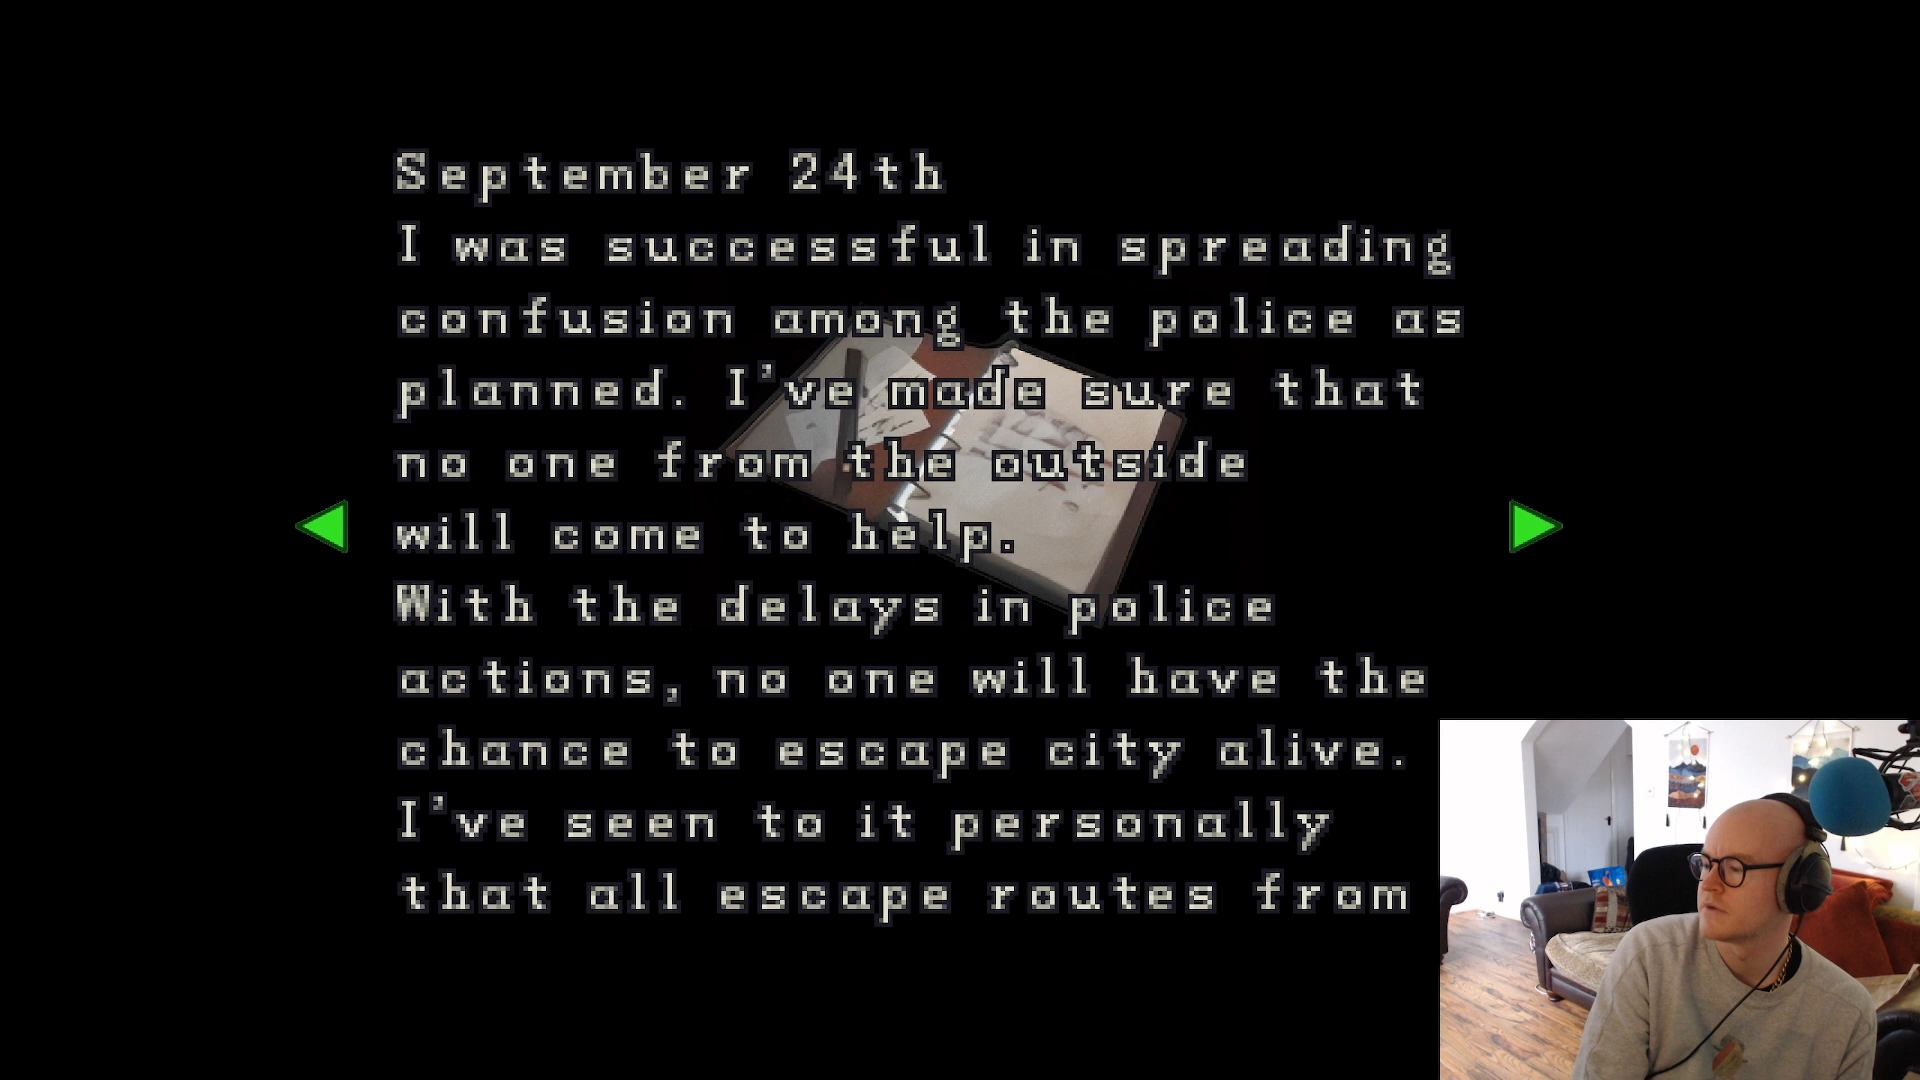 September 24th
I was successful in spreading
confusion among the police as
planned. I've made sure that
no one from the outside
will come to help.
With the delays in police
actions, no one will have the
chance to escape city alive.
I've seen to it personally
that all escape routes from